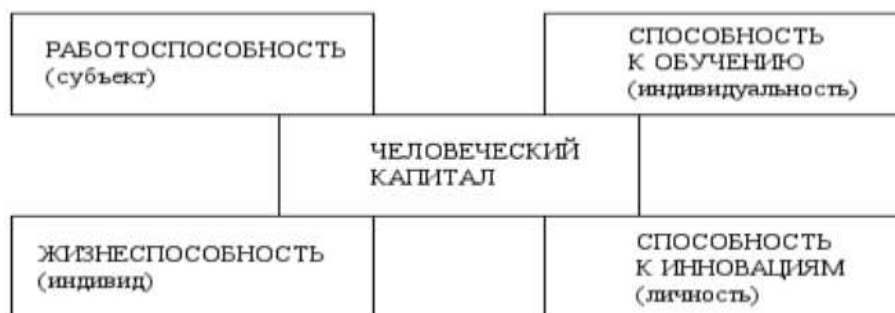 РАБОТОСПОСОБНОСТЬ
(субъект)
СПОСОБНОСТЬ
К ОБУЧЕНИЮ
(индивидуальность)
ЧЕЛОВЕЧЕСКИЙ
КАПИТАЛ
ЖИЗНЕСПОСОБНОСТЬ
(индивид)
СПОСОБНОСТЬ
К ИННОВАЦИЯМ
(личность)